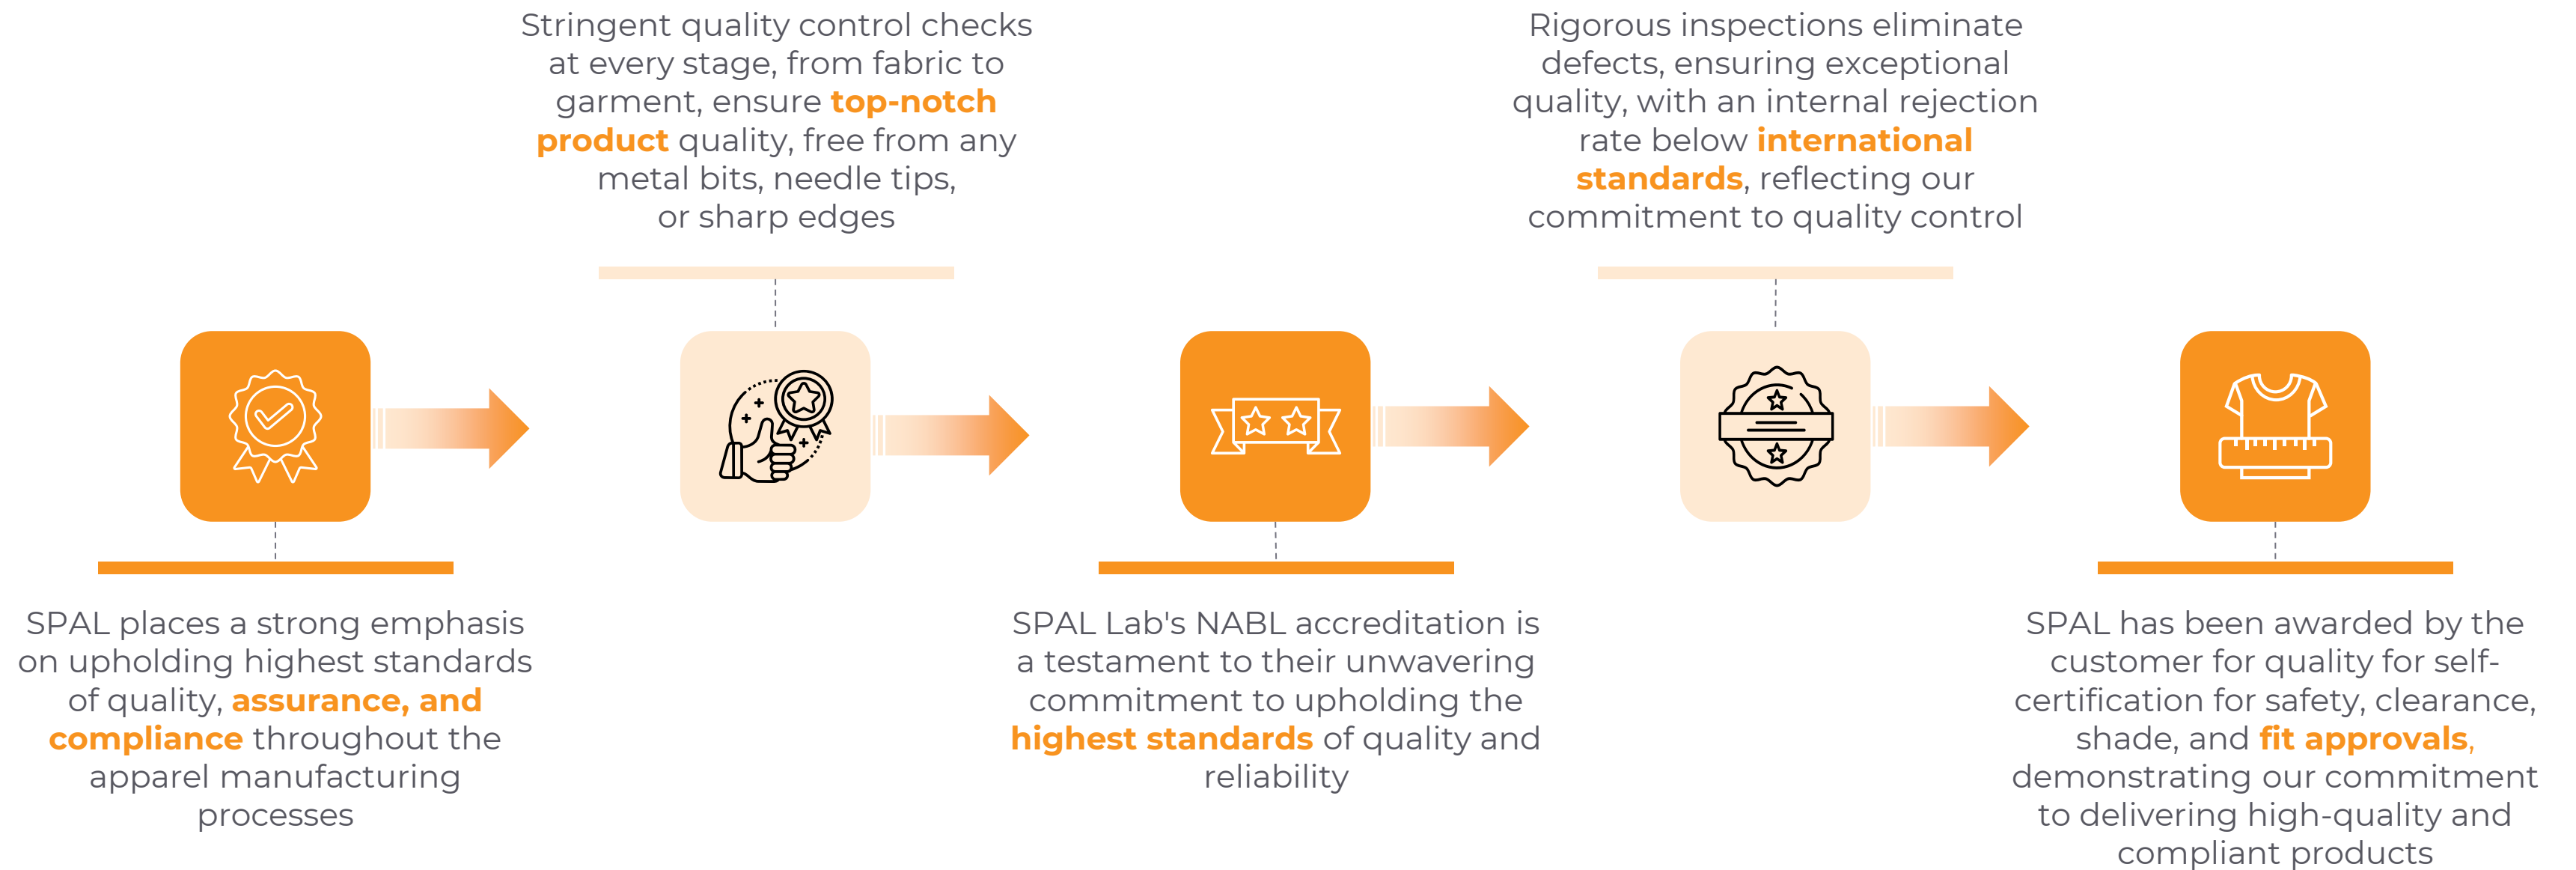 SPAL places a strong emphasis
on upholding highest standards
of quality, assurance, and
compliance throughout the
apparel manufacturing
processes
Stringent quality control checks
at every stage, from fabric to
garment, ensure top-notch
product quality, free from any
metal bits, needle tips,
or sharp edges
SPAL Lab's NABL accreditation is
a testament to their unwavering
commitment to upholding the
highest standards of quality and
reliability
Rigorous inspections eliminate
defects, ensuring exceptional
quality, with an internal rejection
rate below international
standards, reflecting our
commitment to quality control
SPAL has been awarded by the
customer for quality for self-
certification for safety, clearance,
shade, and fit approvals,
demonstrating our commitment
to delivering high-quality and
compliant products